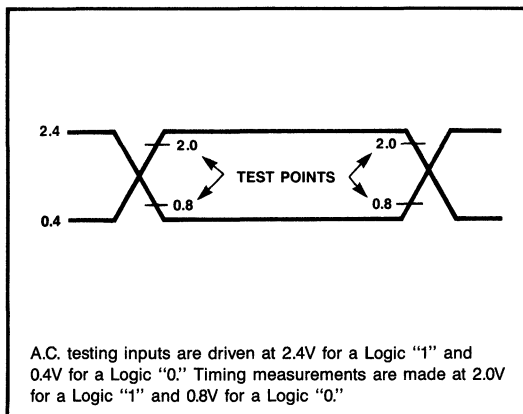 2.4
2.0
2.0
TEST POINTS
0.8
0.8
0.4
A.C. testing inputs are driven at 2.4V for a Logic “1” and
0.4V for a Logic “0.” Timing measurements are made at 2.0V
for a Logic “1” and 0.8V for a Logic “0.”